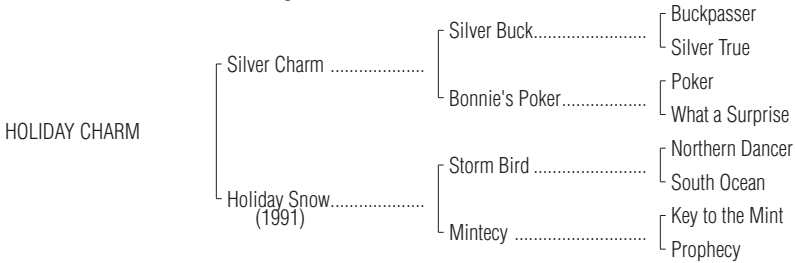 Buckpasser
Silver Buck........................
Silver True
Silver Charm ....................
Poker
Bonnie's Poker..................
What a Surprise
HOLIDAY CHARM
Northern Dancer
Storm Bird ........................
South Ocean
Holiday Snow....................
(1991)
Key to the Mint
Mintecy ............................
Prophecy